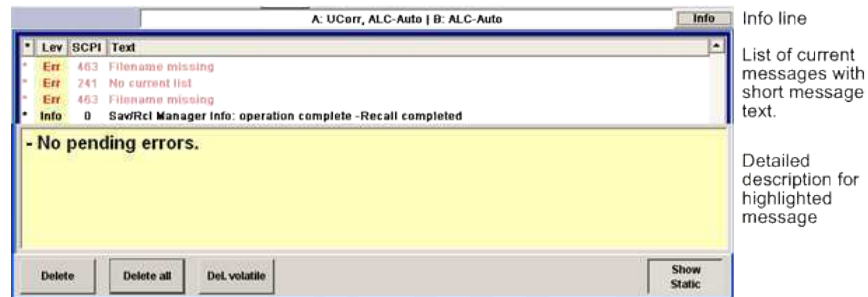 A: UCorr, ALC-Auto | B: ALC-Auto
Info
Info line
* Lev SCPI Text
* Err 463 Filename missing
* Err 241 No current list
* Err 463 Filename missing
* Info 0 Sav/Rcl Manager Info: operation complete -Recall completed
List of current
messages with
short message
text.
- No pending errors.
Detailed
description for
highlighted
message
Delete
Delete all
Del. volatile
Show
Static